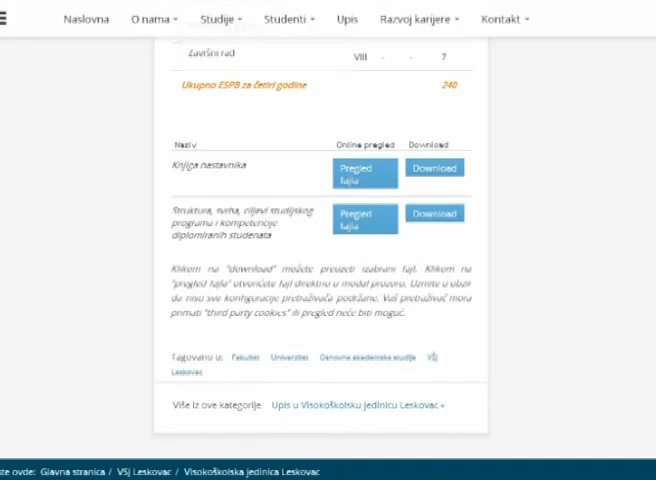 Naslovna O nama Studije Studenti Upis Razvoj karijere Kontakt
Završni rad VIII - - 7
Ukupno ESPB za četiri godine 240
Naziv Online pregled Download
Knjiga nastavnika Pregled fajla Download
Struktura, svrha, ciljevi studijskog
programa i kompetencije
diplomiranih studenata
Pregled fajla Download
Klikom na "download" možete preuzeti izabrani fajl. Klikom na
"pregled fajla" otvorićete fajl direktno u modal prozoru. Uzmite u obzir
da nisu sve konfiguracije pretraživača podržane. Vaš pretraživač mora
primati "third party cookies" ili pregled neće biti moguć.
Tagovano u: Fakultet Univerzitet Osnovne akademske studije VŠJ
Leskovac
Više iz ove kategorije Upis u Visokoškolsku jedinicu Leskovac »
ste ovde: Glavna stranica / VSJ Leskovac / Visokoškolska jedinica Leskovac